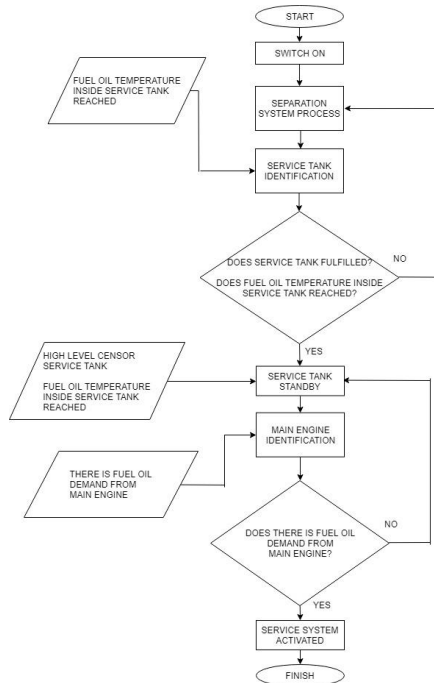 START
SWITCH ON
FUEL OIL TEMPERATURE
INSIDE SERVICE TANK
REACHED
SEPARATION
SYSTEM PROCESS
SERVICE TANK
IDENTIFICATION
DOES SERVICE TANK FULFILLED?
NO
DOES FUEL OIL TEMPERATURE INSIDE
SERVICE TANK REACHED?
YES
HIGH LEVEL CENSOR
SERVICE TANK
FUEL OIL TEMPERATURE
INSIDE SERVICE TANK
REACHED
SERVICE TANK
STANDBY
MAIN ENGINE
IDENTIFICATION
THERE IS FUEL OIL
DEMAND FROM
MAIN ENGINE
NO
DOES THERE IS FUEL OIL
DEMAND FROM
MAIN ENGINE?
YES
SERVICE SYSTEM
ACTIVATED
FINISH